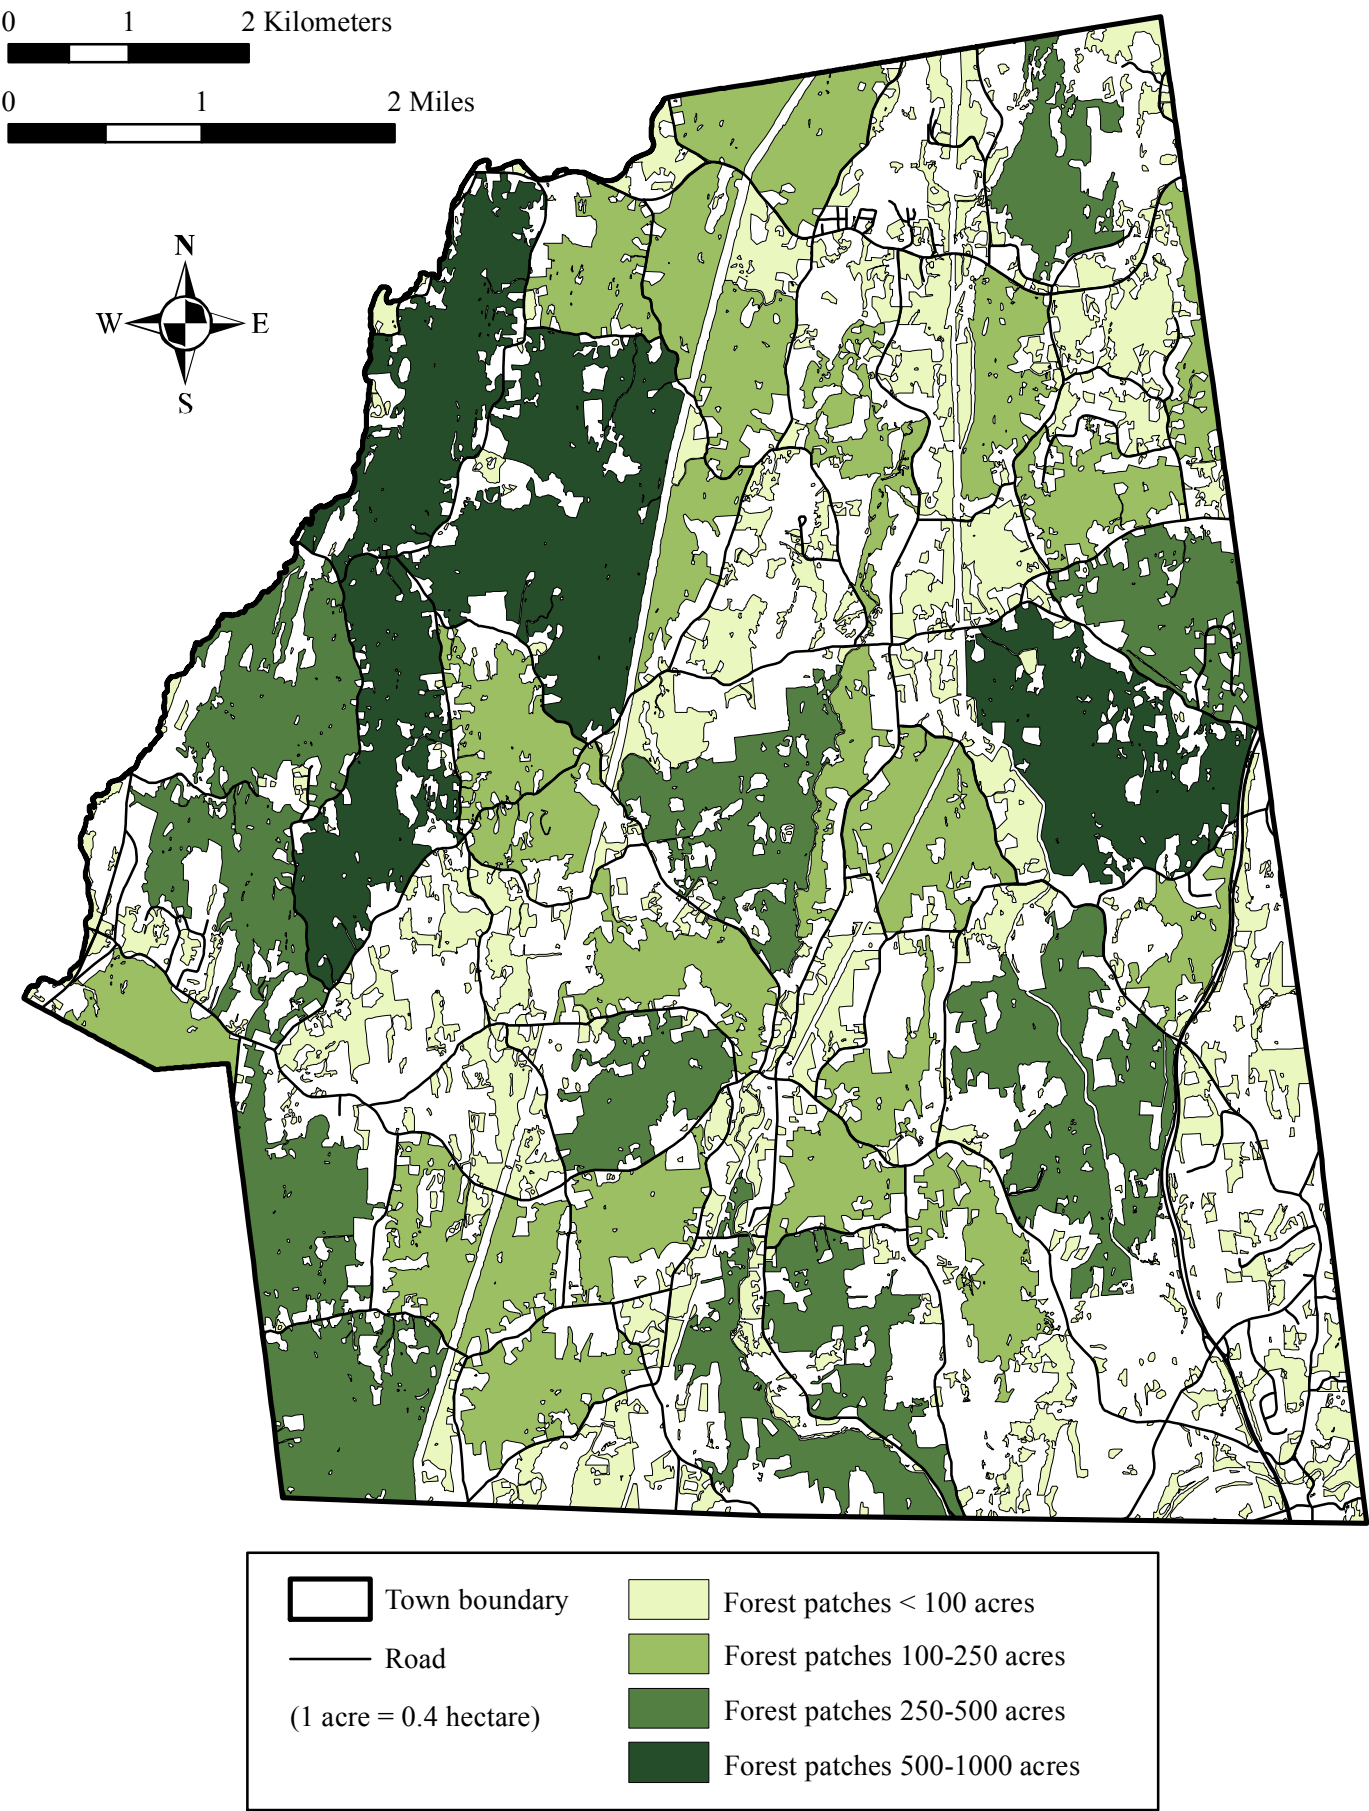 0 1 2 Kilometers
0 1 2 Miles
N
W E
S
Town boundary
Road
(1 acre = 0.4 hectare)
Forest patches < 100 acres
Forest patches 100-250 acres
Forest patches 250-500 acres
Forest patches 500-1000 acres